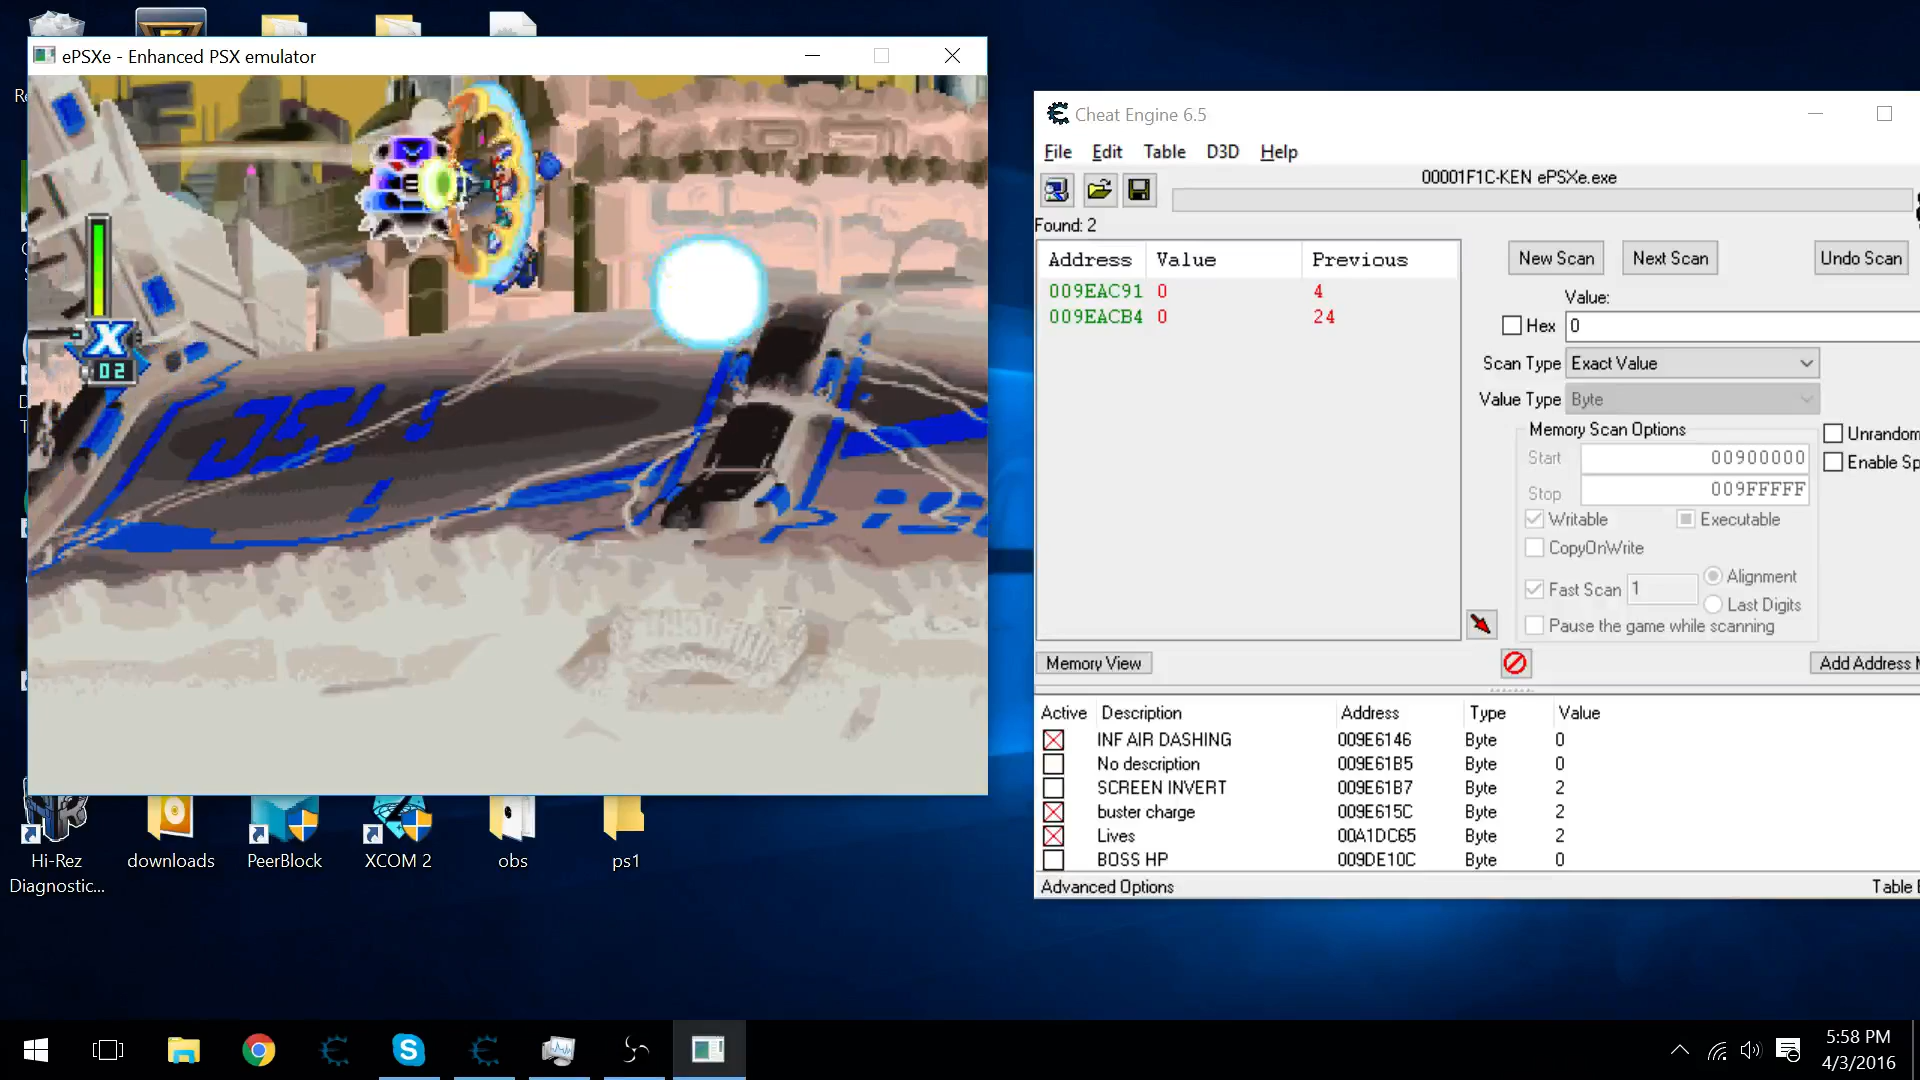 ePSXe - Enhanced PSX emulator
X
02
Hi-Rez
Diagnostic...
downloads
PeerBlock
XCOM 2
obs
ps1
Cheat Engine 6.5
File Edit Table D3D Help
00001F1C-KEN ePSXe.exe
Found: 2
Address Value Previous
009EAC91 0 4
009EACB4 0 24
New Scan Next Scan Undo Scan
Value:
Hex 0
Scan Type Exact Value
Value Type Byte
Memory Scan Options
Start 00900000
Stop 009FFFFF
Writable Executable
CopyOnWrite
Fast Scan 1 Alignment
Last Digits
Pause the game while scanning
Unrandom
Enable Sp
Memory View
Add Address M
Active Description Address Type Value
INF AIR DASHING 009E6146 Byte 0
No description 009E61B5 Byte 0
SCREEN INVERT 009E61B7 Byte 2
buster charge 009E615C Byte 2
Lives 00A1DC65 Byte 2
BOSS HP 009DE10C Byte 0
Advanced Options
Table E
5:58 PM
4/3/2016